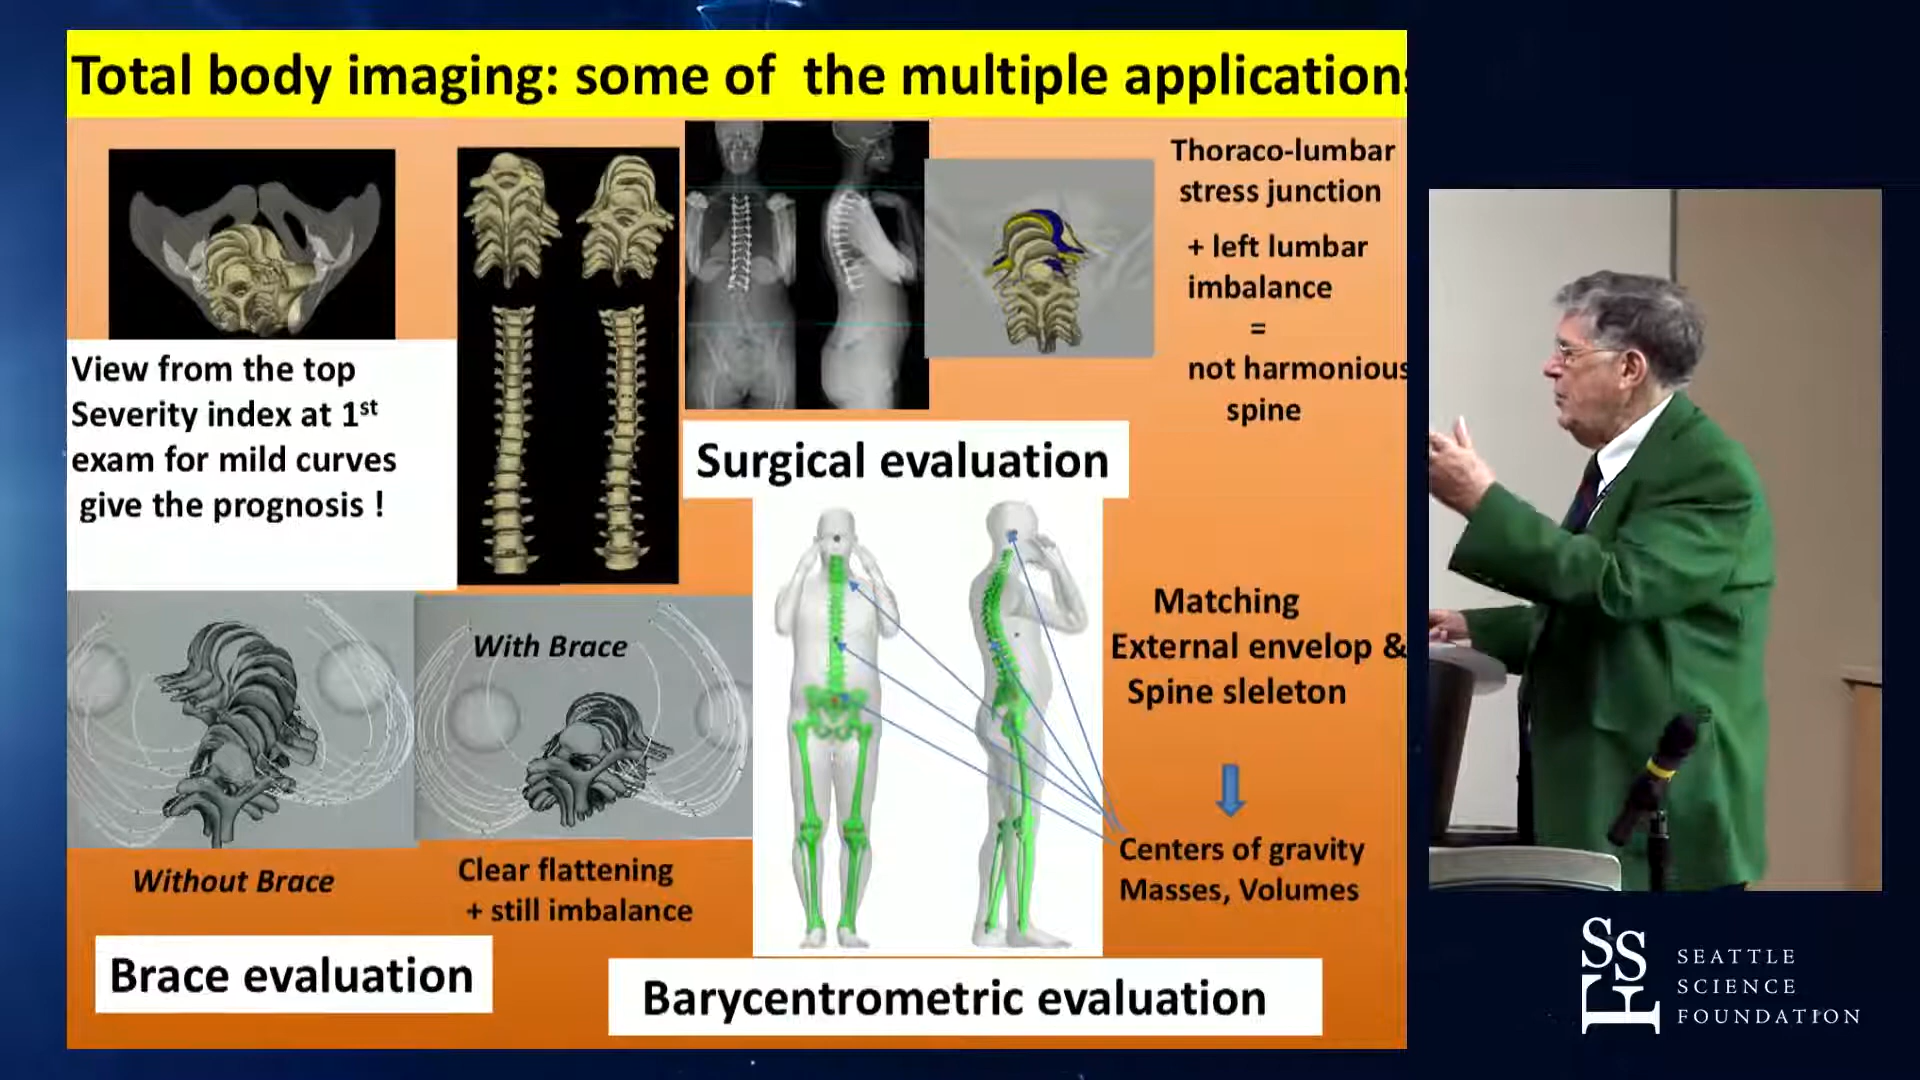 Total body imaging: some of the multiple applications
Thoraco-lumbar
stress junction
+ left lumbar
imbalance
=
not harmonious
spine
View from the top
Severity index at 1st
exam for mild curves
give the prognosis !
Surgical evaluation
With Brace
Matching
External envelop &
Spine sleleton
Centers of gravity
Masses, Volumes
Without Brace
Clear flattening
+ still imbalance
Brace evaluation
Barycentrometric evaluation
SSF
SEATTLE
SCIENCE
FOUNDATION